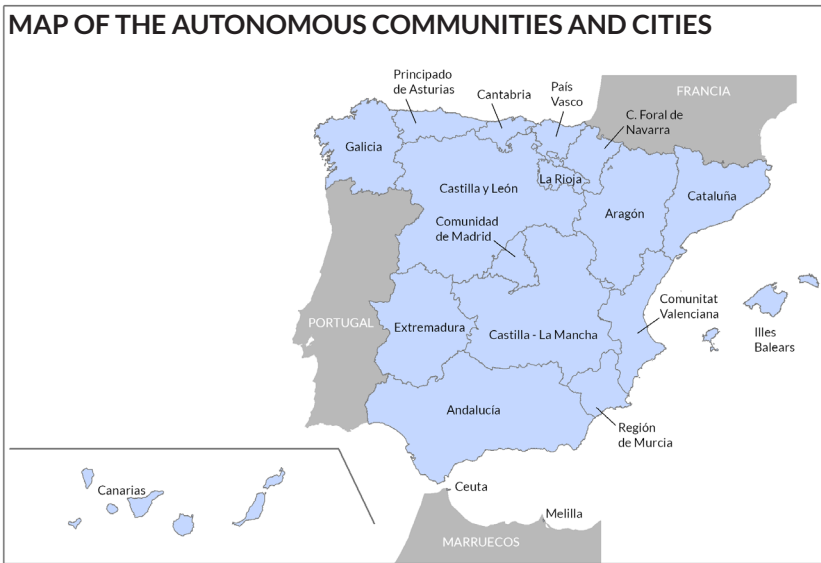 MAP OF THE AUTONOMOUS COMMUNITIES AND CITIES
Principado
de Asturias
Cantabria
País
Vasco
FRANCIA
C. Foral de
Navarra
Galicia
La Rioja
Castilla y León
Cataluña
Aragón
Comunidad
de Madrid
Comunitat
Valenciana
PORTUGAL
Extremadura
Castilla - La Mancha
Illes
Balears
Andalucía
Región
de Murcia
Canarias
Ceuta
Melilla
MARRUECOS